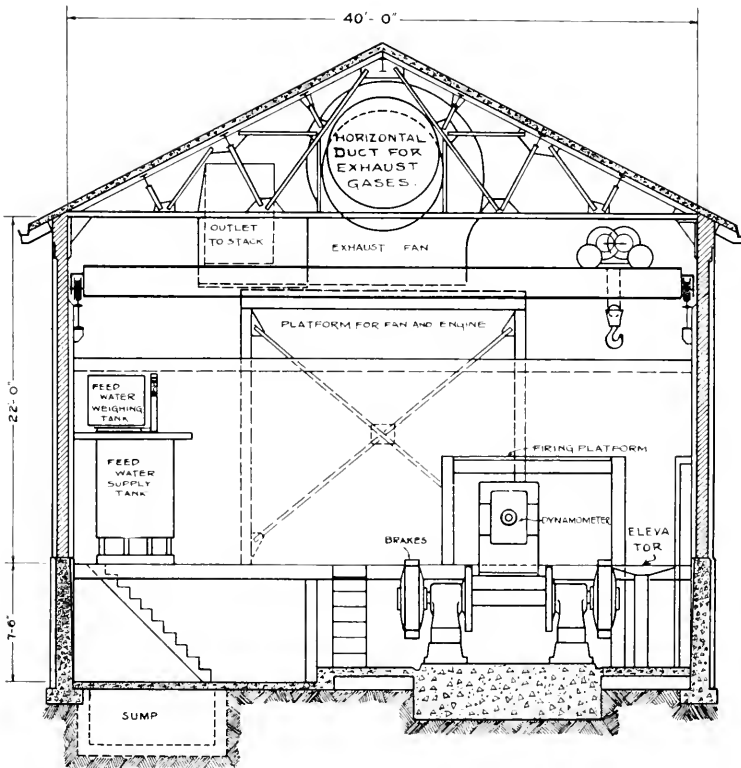 40'-0"
HORIZONTAL
DUCT FOR
EXHAUST
GASES.
OUTLET
TO STACK
EXHAUST FAN
PLATFORM FOR FAN AND ENGINE
22'-0"
FEED
WATER
WEIGHING
TANK
FEED
WATER
SUPPLY
TANK
FIRING PLATFORM
DYNAMOMETER
BRAKES
ELEVA
TOR
7'-6"
SUMP